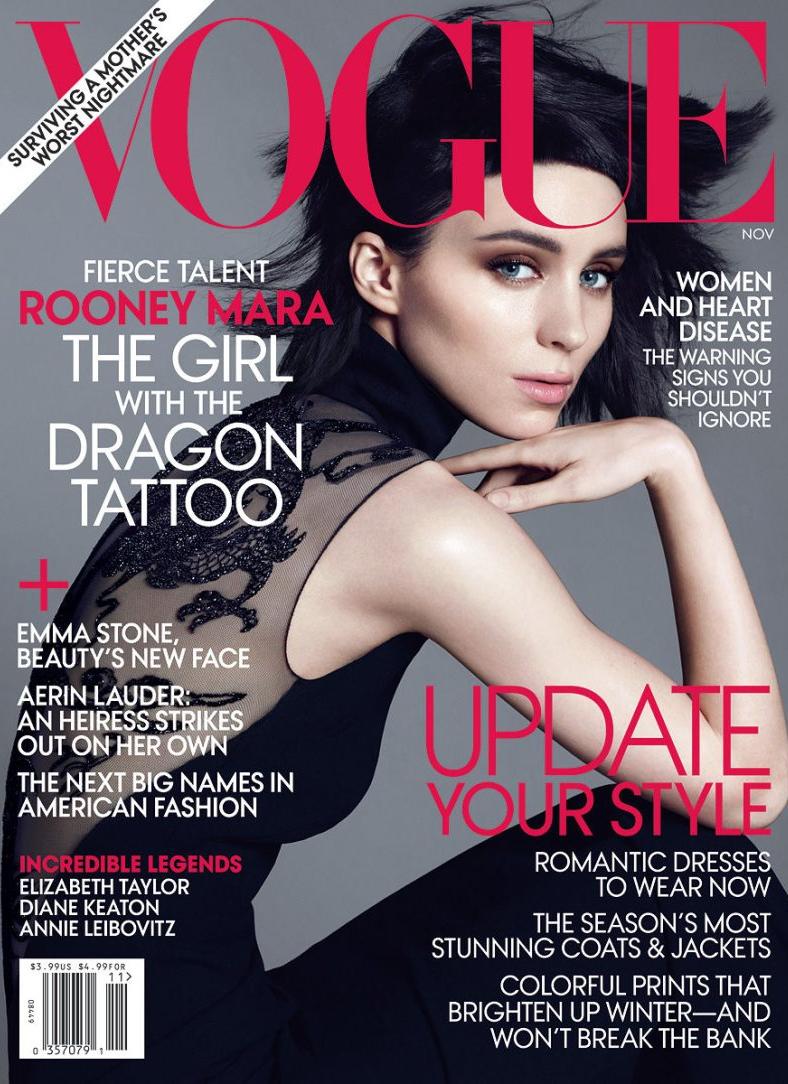 SURVIVING A MOTHER'S
WORST NIGHTMARE
VOGUE
NOV
FIERCE TALENT
ROONEY MARA
THE GIRL
WITH THE
DRAGON
TATTOO
WOMEN
AND HEART
DISEASE
THE WARNING
SIGNS YOU
SHOULDN'T
IGNORE
+
EMMA STONE,
BEAUTY'S NEW FACE
AERIN LAUDER:
AN HEIRESS STRIKES
OUT ON HER OWN
THE NEXT BIG NAMES IN
AMERICAN FASHION
INCREDIBLE LEGENDS
ELIZABETH TAYLOR
DIANE KEATON
ANNIE LEIBOVITZ
UPDATE
YOUR STYLE
ROMANTIC DRESSES
TO WEAR NOW
THE SEASON'S MOST
STUNNING COATS & JACKETS
COLORFUL PRINTS THAT
BRIGHTEN UP WINTER—AND
WON'T BREAK THE BANK
$3.99US $4.99FOR
11>
0 357079 1